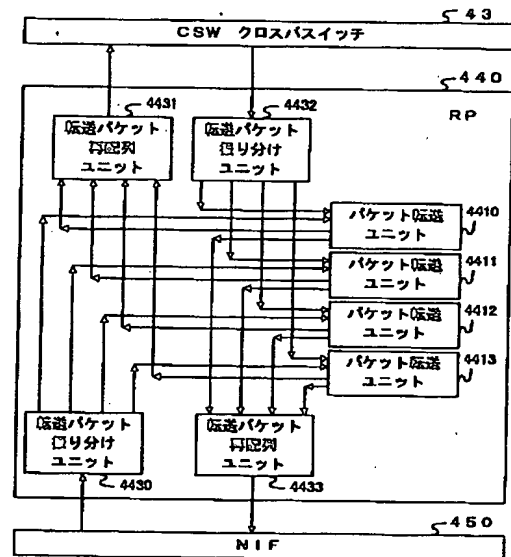 43
CSW クロスバスイッチ
440
RP
4431
転送パケット
再配列
ユニット
4432
転送パケット
振り分け
ユニット
パケット転送
ユニット
4410
パケット転送
ユニット
4411
パケット転送
ユニット
4412
パケット転送
ユニット
4413
転送パケット
振り分け
ユニット
4430
転送パケット
再配列
ユニット
4433
450
NIF